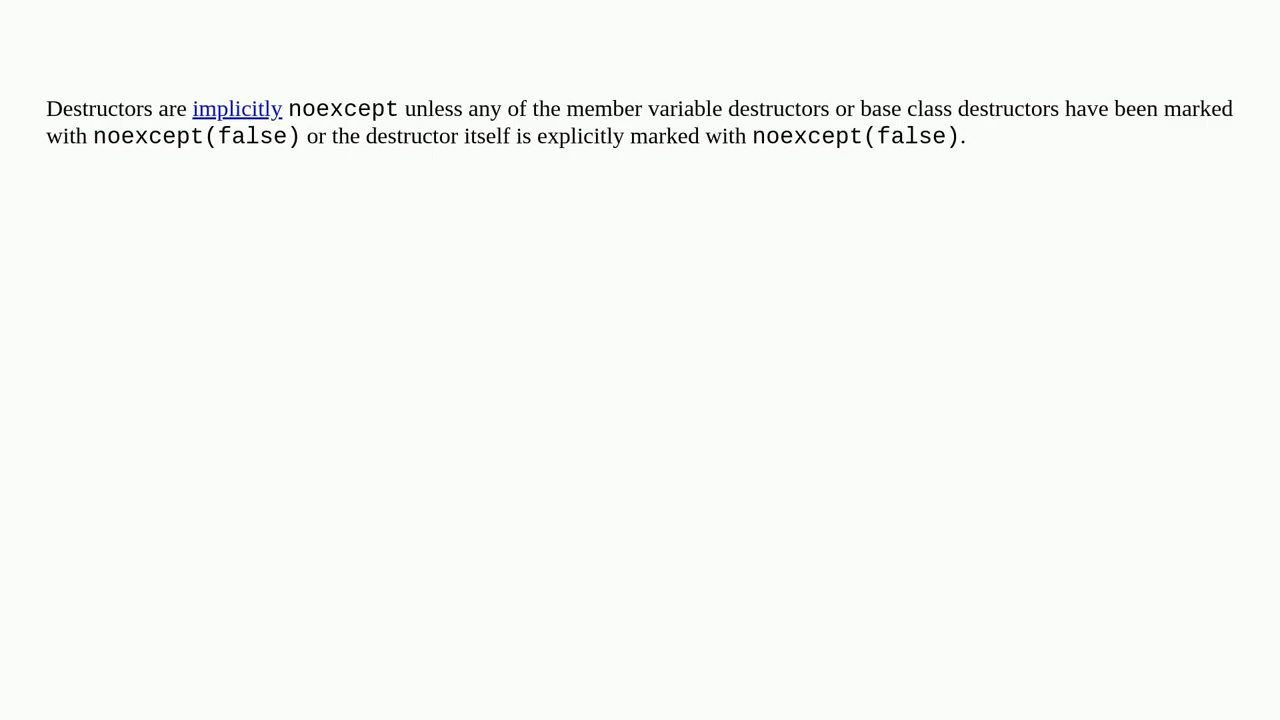 Destructors are implicitly noexcept unless any of the member variable destructors or base class destructors have been marked
with noexcept(false) or the destructor itself is explicitly marked with noexcept(false).